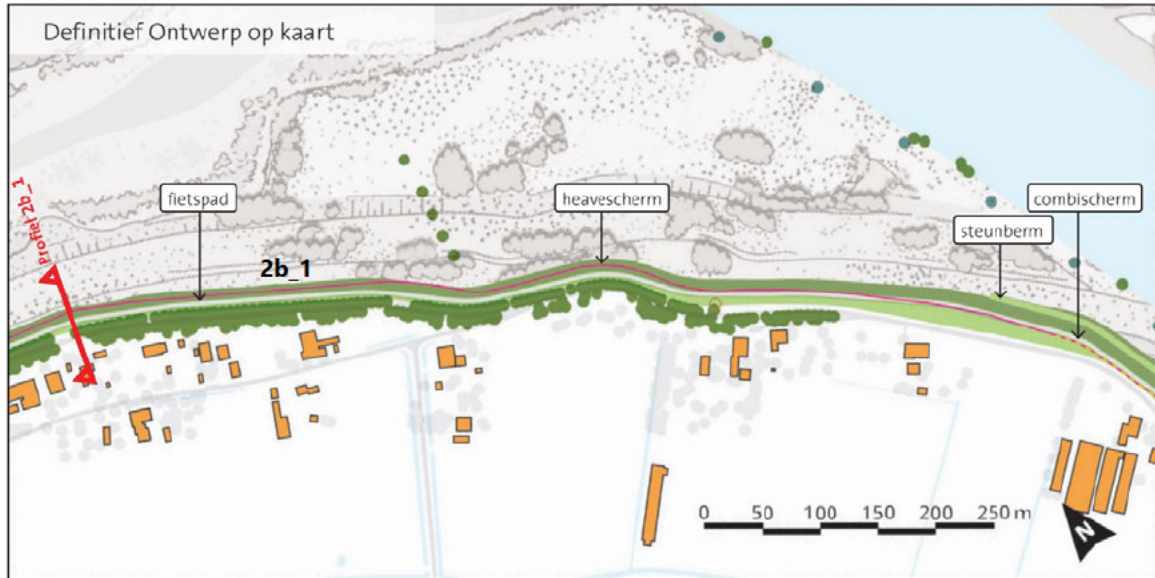 Definitief Ontwerp op kaart
Profiel 2b_1
fietspad
heavescherm
combischerm
steunberm
2b_1
0 50 100 150 200 250 m
N